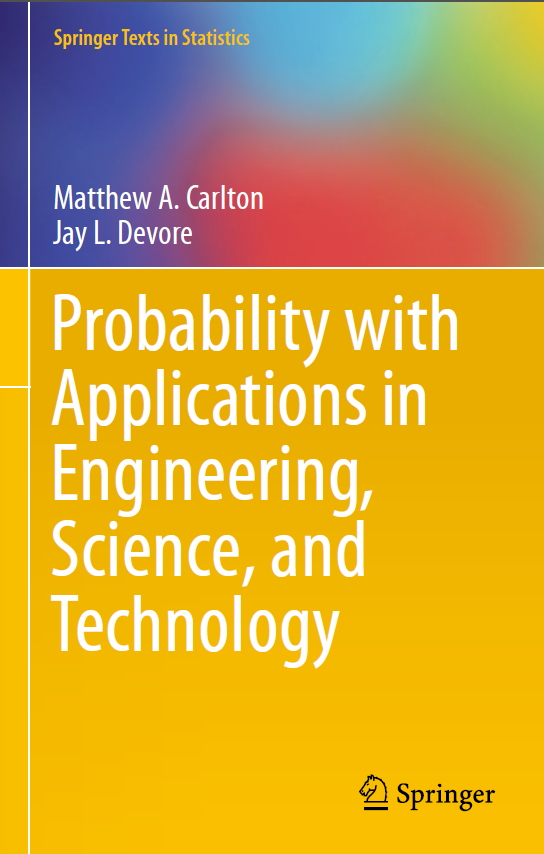 Springer Texts in Statistics
Matthew A. Carlton
Jay L. Devore
Probability with
Applications in
Engineering,
Science, and
Technology
Springer